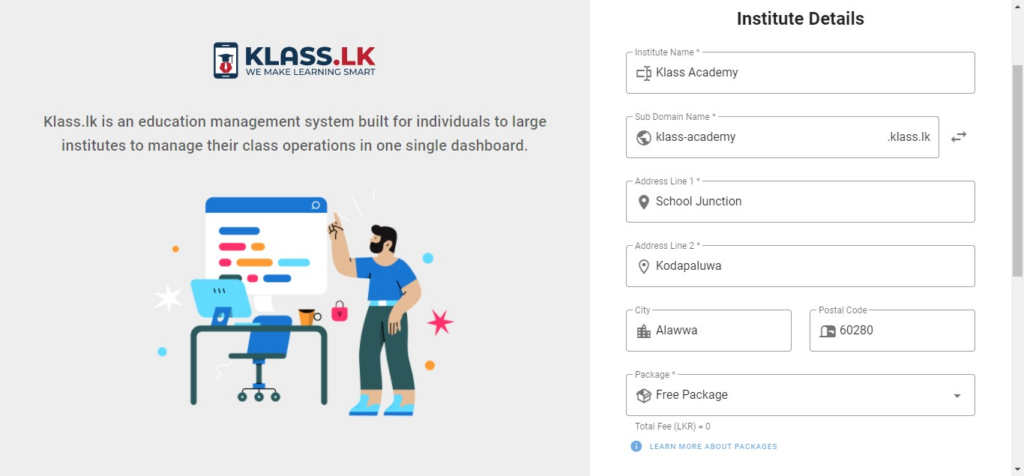 KLASS.LK
WE MAKE LEARNING SMART
Klass.lk is an education management system built for individuals to large
institutes to manage their class operations in one single dashboard.
Institute Details
Institute Name *
Klass Academy
Sub Domain Name *
klass-academy .klass.lk
Address Line 1 *
School Junction
Address Line 2 *
Kodapaluwa
City
Alawwa
Postal Code
60280
Package *
Free Package
Total Fee (LKR) = 0
LEARN MORE ABOUT PACKAGES